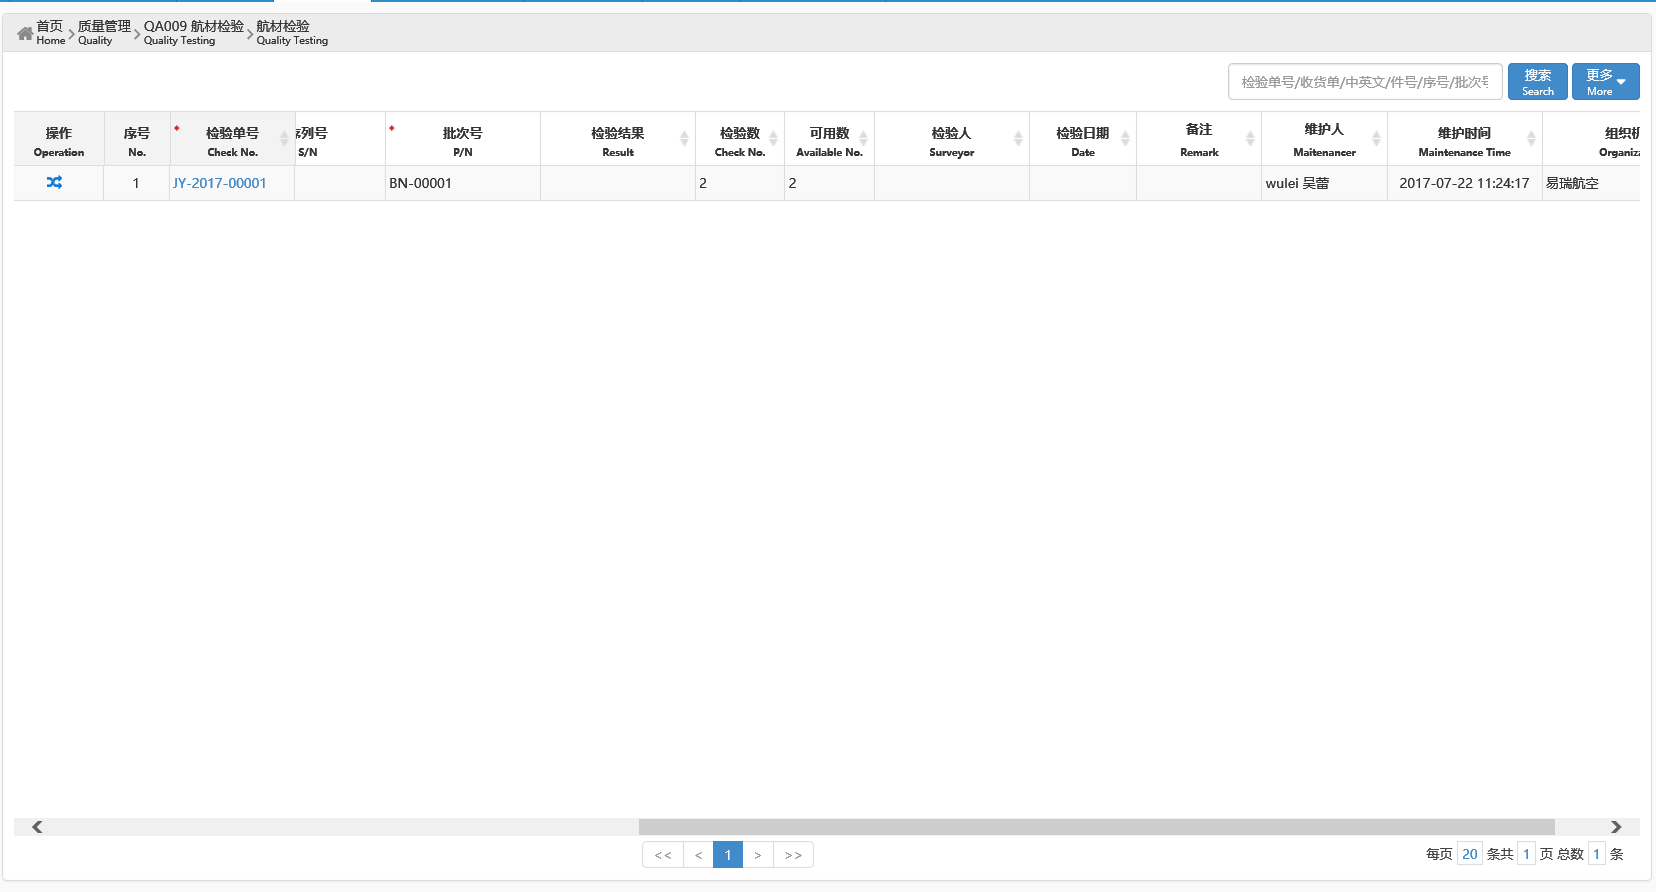 首页 质量管理 QA009 航材检验 航材检验
Home Quality Quality Testing Quality Testing
检验单号/收货单/中英文/件号/序号/批次号
搜索
Search
更多
More
操作 序号 * 检验单号 序列号 * 批次号 检验结果 检验数 可用数 检验人 检验日期 备注 维护人 维护时间 组织机
Operation No. Check No. S/N P/N Result Check No. Available No. Surveyor Date Remark Maitenancer Maintenance Time Organiza
1 JY-2017-00001 BN-00001 2 2 wulei 吴蕾 2017-07-22 11:24:17 易瑞航空
<< < 1 > >>
每页 20 条共 1 页 总数 1 条